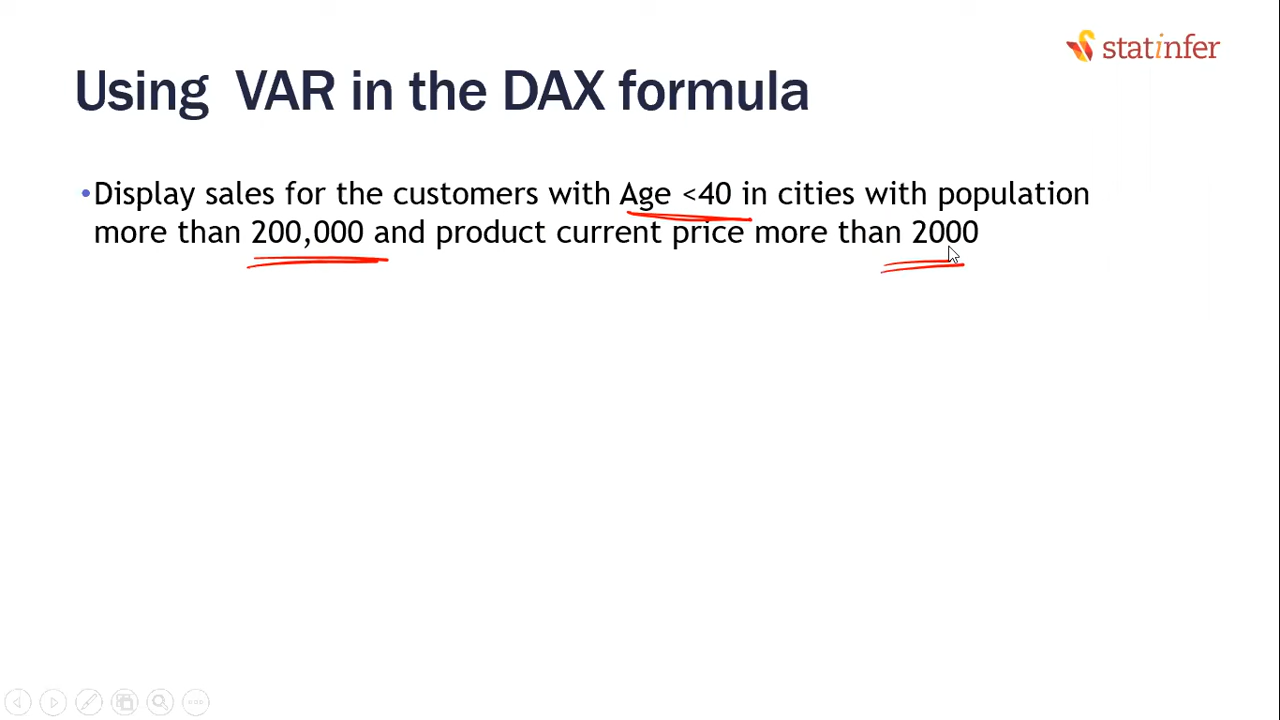 statinfer
Using VAR in the DAX formula
•Display sales for the customers with Age <40 in cities with population
more than 200,000 and product current price more than 2000